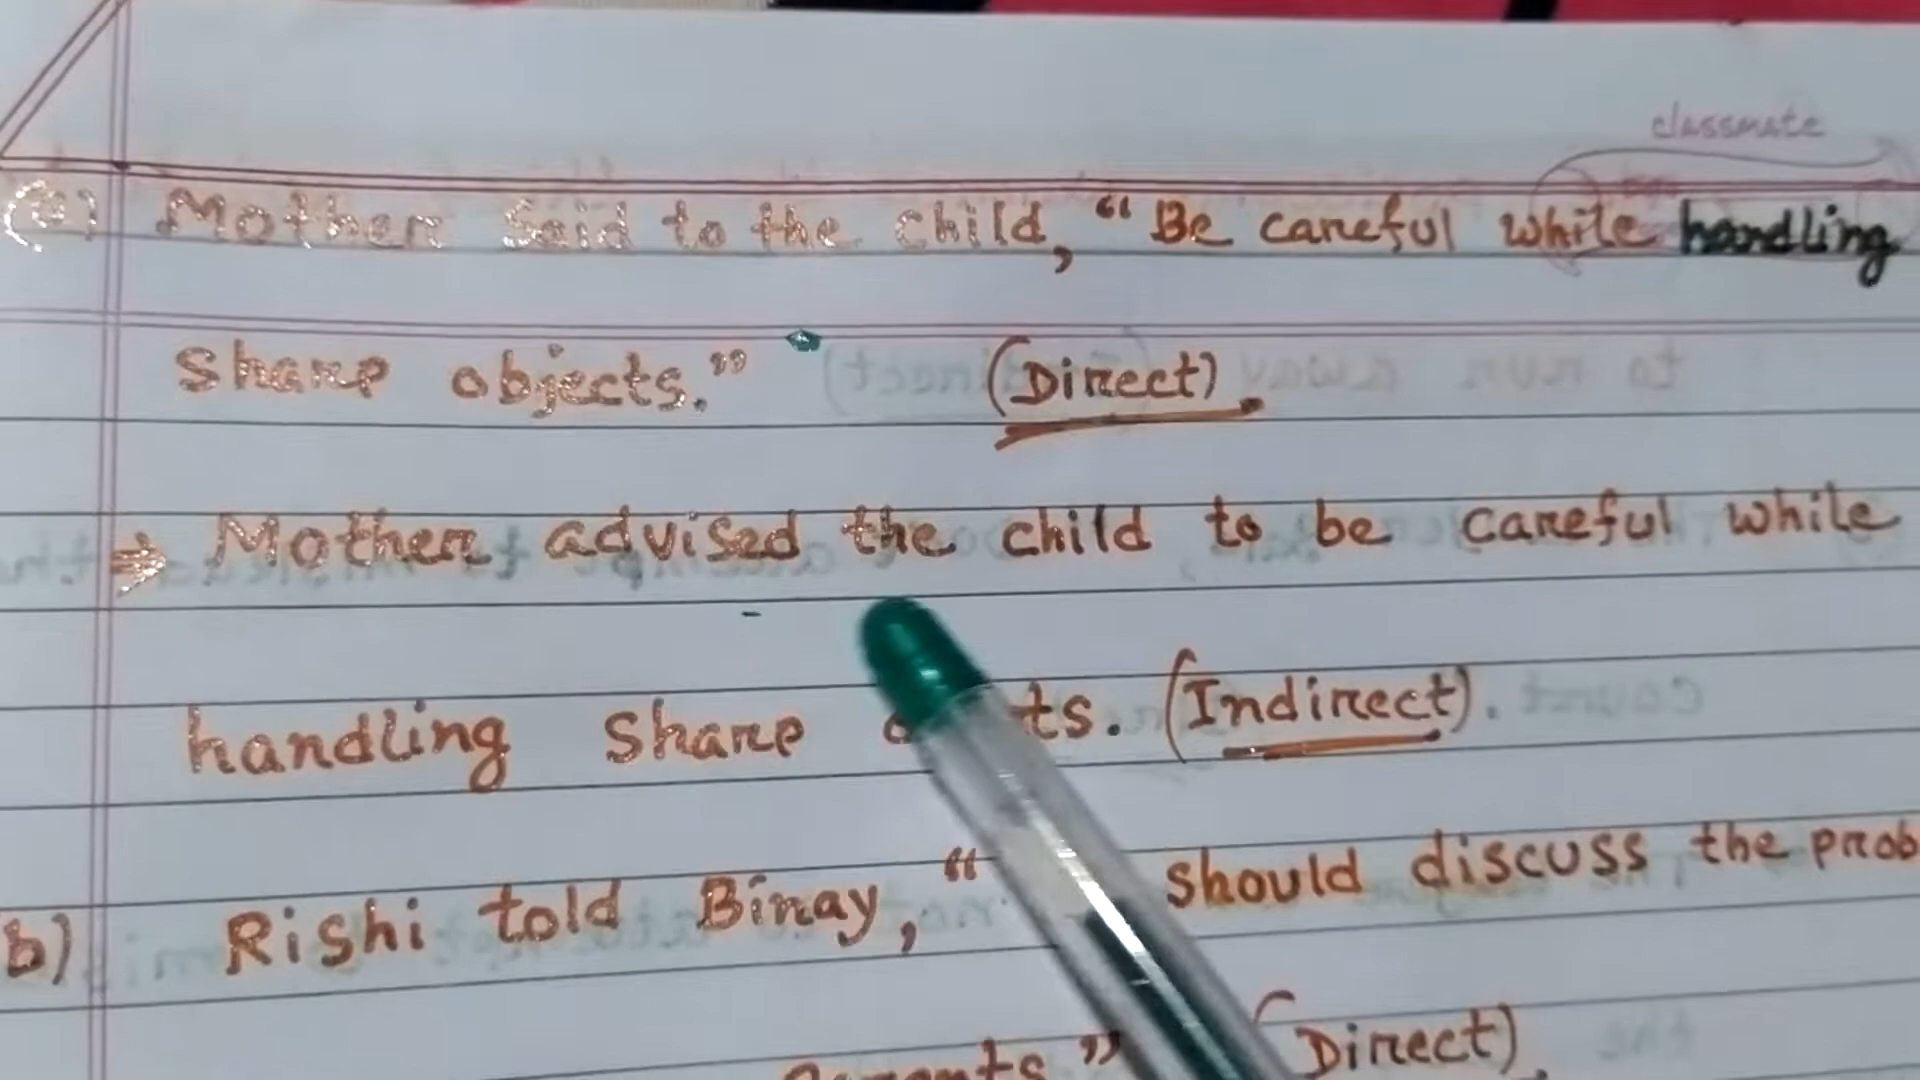 classmate
(a) Mother said to the child, “Be careful while handling
sharp objects.” (Direct).
⇒ Mother advised the child to be careful while
handling sharp ts. (Indirect).
b) Rishi told Binay, “ should discuss the prob
” (Direct).